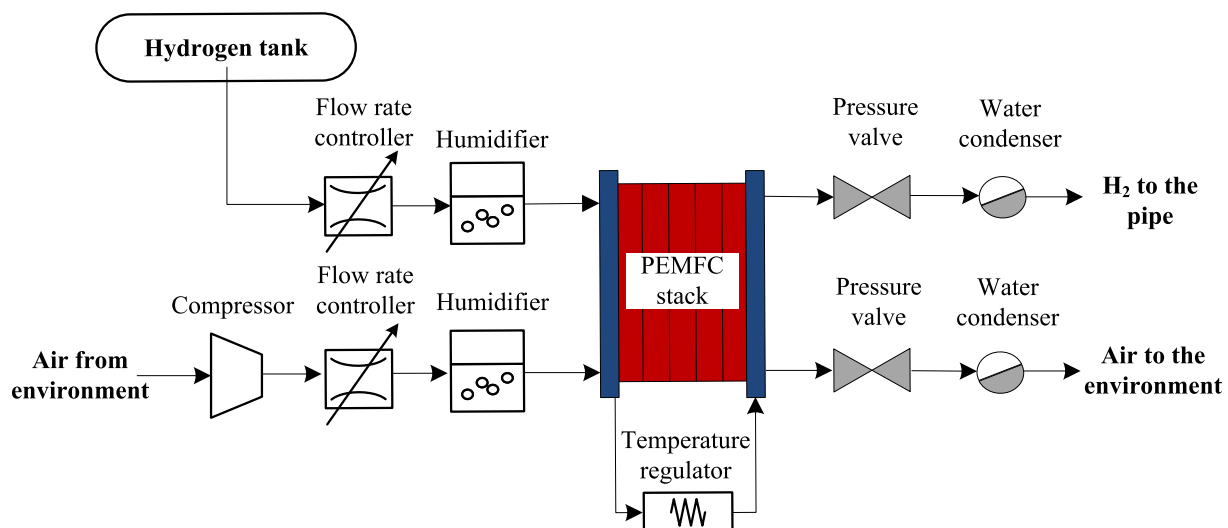 Hydrogen tank
Flow rate
controller
Humidifier
Pressure
valve
Water
condenser
H₂ to the
pipe
PEMFC
stack
Compressor
Flow rate
controller
Humidifier
Pressure
valve
Water
condenser
Air from
environment
Air to the
environment
Temperature
regulator